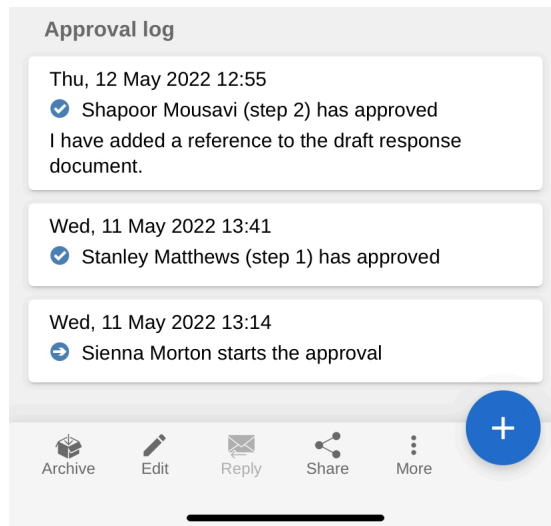 Approval log
Thu, 12 May 2022 12:55
Shapoor Mousavi (step 2) has approved
I have added a reference to the draft response
document.
Wed, 11 May 2022 13:41
Stanley Matthews (step 1) has approved
Wed, 11 May 2022 13:14
Sienna Morton starts the approval
Archive Edit Reply Share More